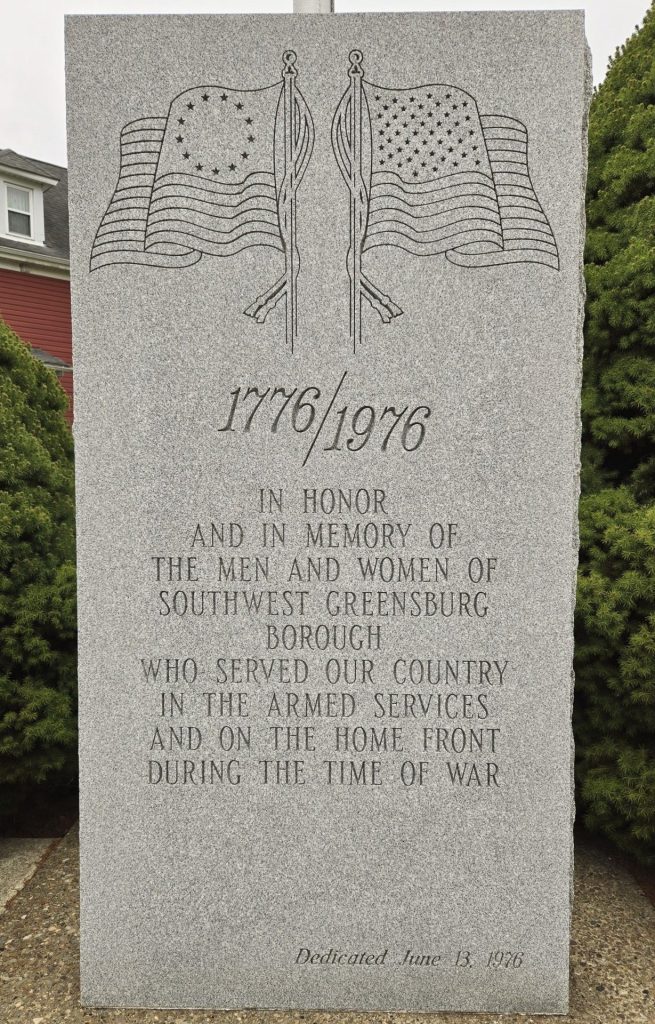 1776/1976
IN HONOR
AND IN MEMORY OF
THE MEN AND WOMEN OF
SOUTHWEST GREENSBURG
BOROUGH
WHO SERVED OUR COUNTRY
IN THE ARMED SERVICES
AND ON THE HOME FRONT
DURING THE TIME OF WAR
Dedicated June 13, 1976